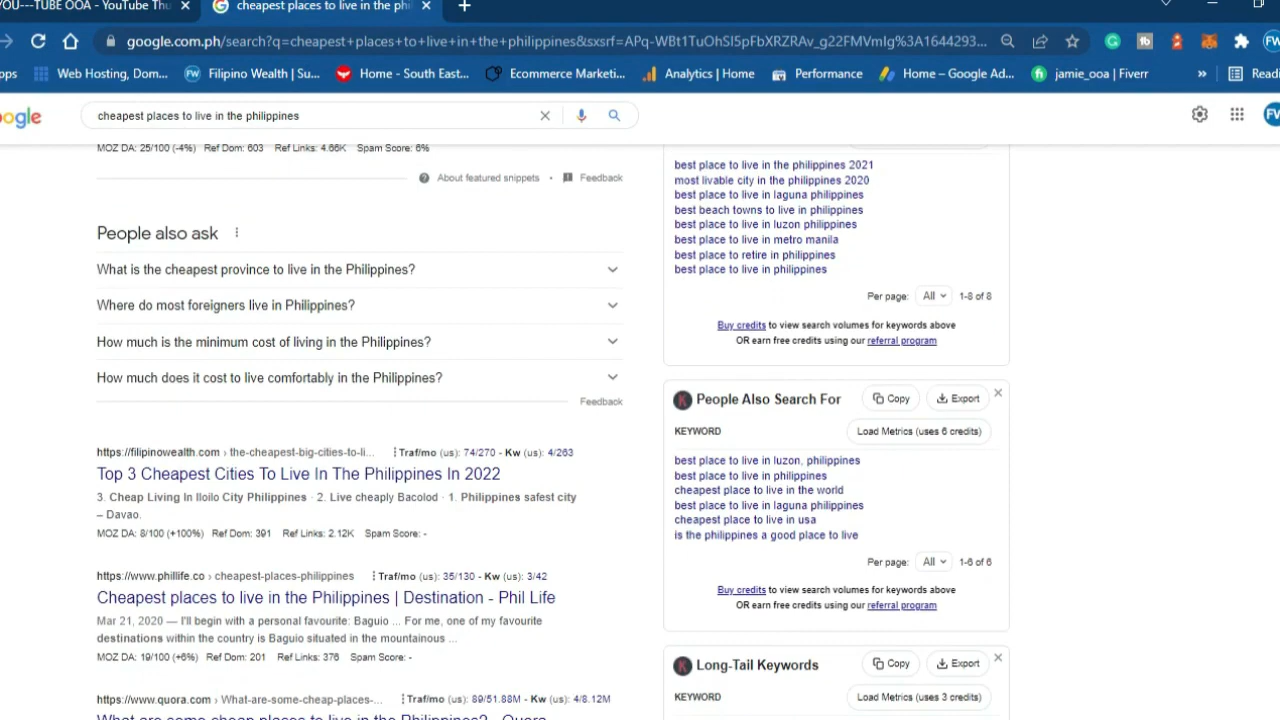 YOU---TUBE OOA - YouTube Thu
cheapest places to live in the phi
google.com.ph/search?q=cheapest+places+to+live+in+the+philippines&sxsrf=APq-WBt1TuOhSI5pFbXRZRAv_g22FMVmIg%3A1644293...
pps
Web Hosting, Dom...
Filipino Wealth | Su...
Home - South East...
Ecommerce Marketi...
Analytics | Home
Performance
Home – Google Ad...
jamie_ooa | Fiverr
»
Readi
ogle
cheapest places to live in the philippines
FW
MOZ DA: 25/100 (-4%) Ref Dom: 603 Ref Links: 4.66K Spam Score: 6%
About featured snippets • Feedback
People also ask
What is the cheapest province to live in the Philippines?
Where do most foreigners live in Philippines?
How much is the minimum cost of living in the Philippines?
How much does it cost to live comfortably in the Philippines?
Feedback
https://filipinowealth.com › the-cheapest-big-cities-to-li... Traf/mo (us): 74/270 - Kw (us): 4/263
Top 3 Cheapest Cities To Live In The Philippines In 2022
3. Cheap Living In Iloilo City Philippines · 2. Live cheaply Bacolod · 1. Philippines safest city
– Davao.
MOZ DA: 8/100 (+100%) Ref Dom: 391 Ref Links: 2.12K Spam Score: -
https://www.phillife.co › cheapest-places-philippines Traf/mo (us): 35/130 - Kw (us): 3/42
Cheapest places to live in the Philippines | Destination - Phil Life
Mar 21, 2020 — I'll begin with a personal favourite: Baguio ... For me, one of my favourite
destinations within the country is Baguio situated in the mountainous ...
MOZ DA: 19/100 (+6%) Ref Dom: 201 Ref Links: 376 Spam Score: -
https://www.quora.com › What-are-some-cheap-places-... Traf/mo (us): 89/51.88M - Kw (us): 4/8.12M
What are some cheap places to live in the Philippines? - Quora
best place to live in the philippines 2021
most livable city in the philippines 2020
best place to live in laguna philippines
best beach towns to live in philippines
best place to live in luzon philippines
best place to live in metro manila
best place to retire in philippines
best place to live in philippines
Per page: All 1-8 of 8
Buy credits to view search volumes for keywords above
OR earn free credits using our referral program
K People Also Search For Copy Export
KEYWORD Load Metrics (uses 6 credits)
best place to live in luzon, philippines
best place to live in philippines
cheapest place to live in the world
best place to live in laguna philippines
cheapest place to live in usa
is the philippines a good place to live
Per page: All 1-6 of 6
Buy credits to view search volumes for keywords above
OR earn free credits using our referral program
K Long-Tail Keywords Copy Export
KEYWORD Load Metrics (uses 3 credits)